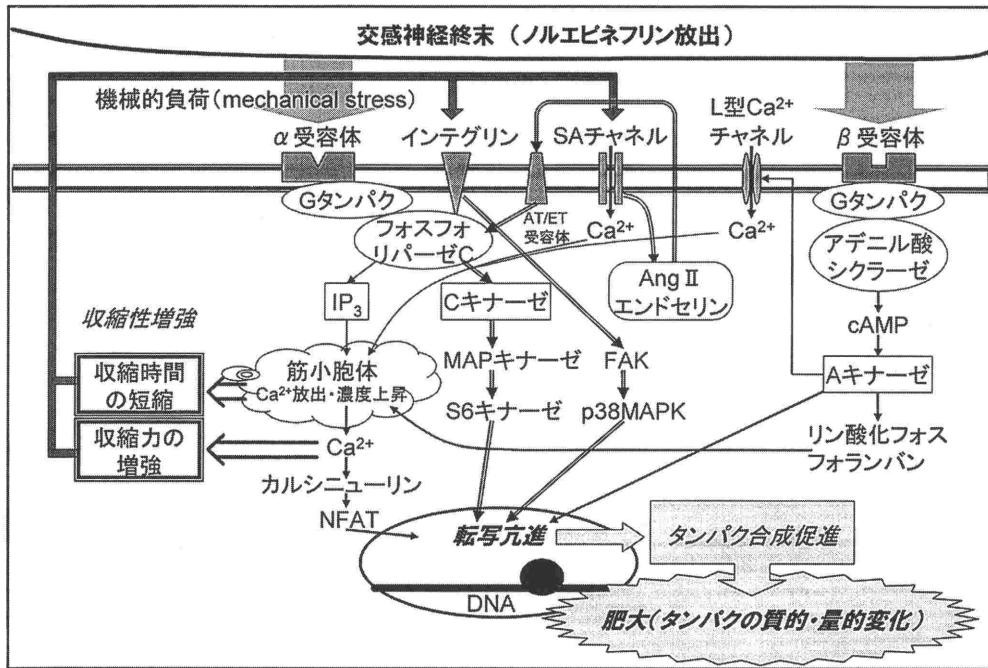 交感神経終末（ノルエピネフリン放出）
機械的負荷（mechanical stress）
α 受容体
インテグリン
SAチャネル
L型Ca2+
チャネル
β 受容体
Gタンパク
Gタンパク
フォスフォ
リパーゼC
AT/ET
受容体
Ca2+
Ca2+
アデニル酸
シクラーゼ
Ang II
エンドセリン
IP3
Cキナーゼ
cAMP
収縮性増強
収縮時間
の短縮
筋小胞体
Ca2+放出・濃度上昇
MAPキナーゼ
FAK
Aキナーゼ
S6キナーゼ
p38MAPK
収縮力の
増強
Ca2+
リン酸化フォス
フォランバン
カルシニューリン
NFAT
転写亢進
タンパク合成促進
DNA
肥大（タンパクの質的・量的変化）